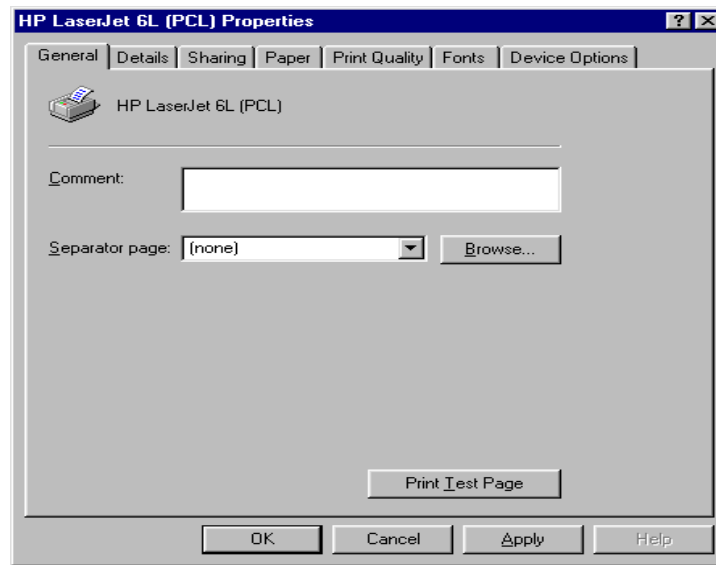 HP LaserJet 6L (PCL) Properties
General Details Sharing Paper Print Quality Fonts Device Options
HP LaserJet 6L (PCL)
Comment:
Separator page: (none) Browse...
Print Test Page
OK Cancel Apply Help